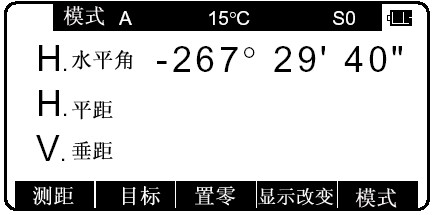 模式 A 15°C S0
H.水平角 -267° 29' 40"
H.平距
V.垂距
测距 目标 置零 显示改变 模式